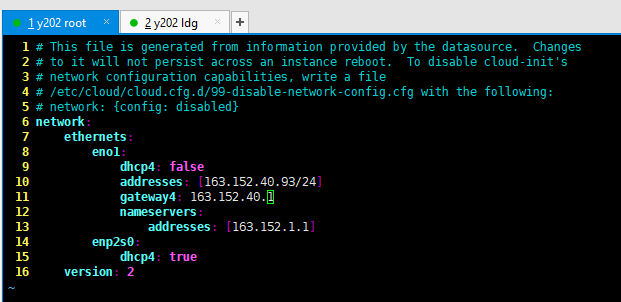 1 y202 root × 2 y202 ldg × +
1 # This file is generated from information provided by the datasource.  Changes
2 # to it will not persist across an instance reboot.  To disable cloud-init's
3 # network configuration capabilities, write a file
4 # /etc/cloud/cloud.cfg.d/99-disable-network-config.cfg with the following:
5 # network: {config: disabled}
6 network:
7     ethernets:
8         eno1:
9             dhcp4: false
10             addresses: [163.152.40.93/24]
11             gateway4: 163.152.40.1
12             nameservers:
13                 addresses: [163.152.1.1]
14         enp2s0:
15             dhcp4: true
16     version: 2
~